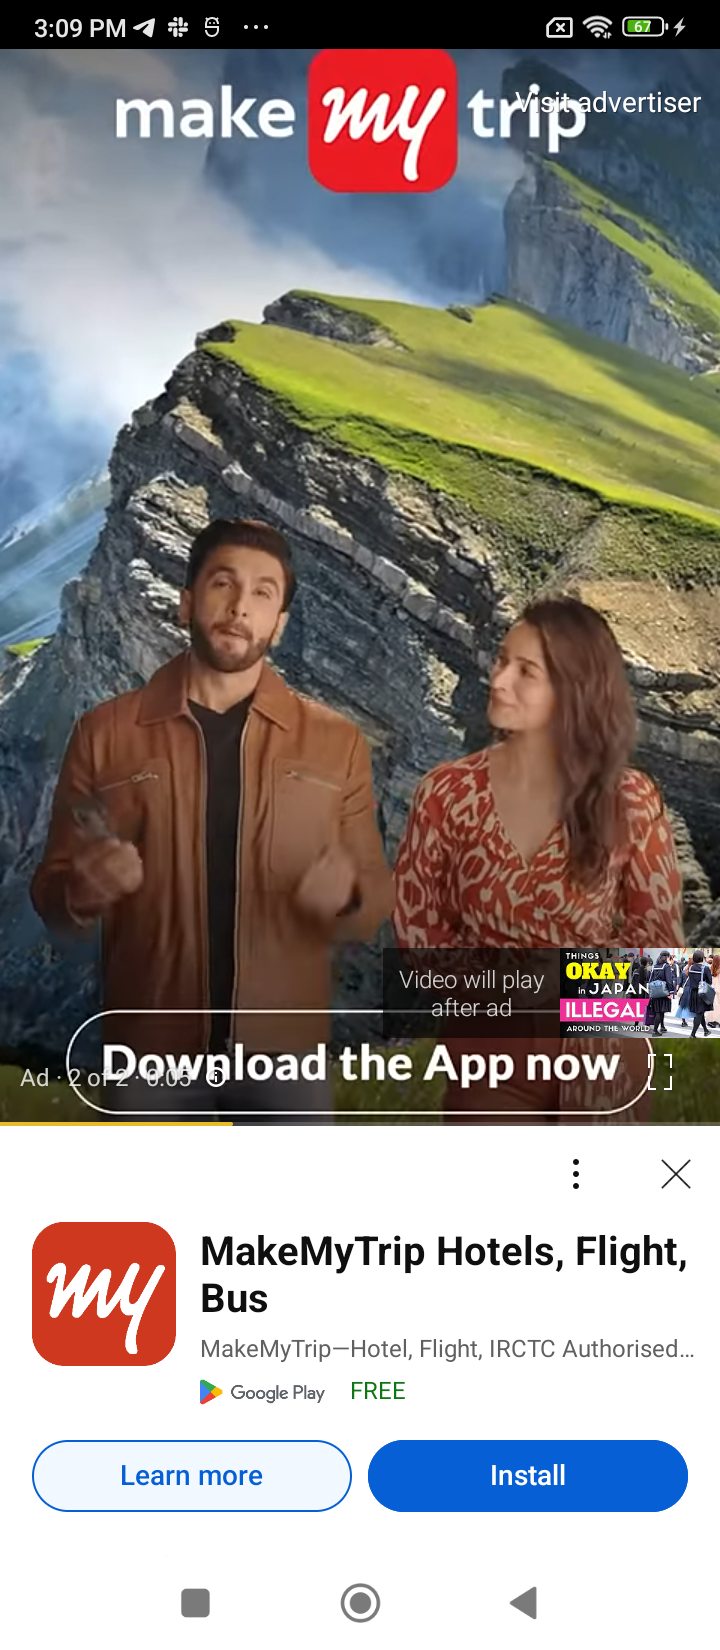 3:09 PM
67
make my trip
Visit advertiser
Video will play
after ad
THINGS
OKAY
in JAPAN
ILLEGAL
AROUND THE WORLD
Download the App now
Ad · 2 of 2 · 0:05
my
MakeMyTrip Hotels, Flight,
Bus
MakeMyTrip—Hotel, Flight, IRCTC Authorised...
Google Play FREE
Learn more
Install